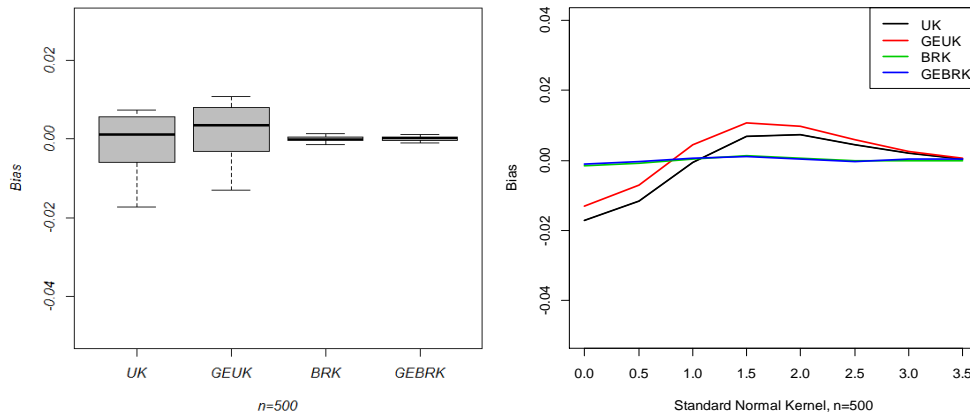 Bias
0.02
0.00
-0.02
-0.04
UK GEUK BRK GEBRK
n=500
Bias
0.04
0.02
0.00
-0.02
-0.04
UK
GEUK
BRK
GEBRK
0.0 0.5 1.0 1.5 2.0 2.5 3.0 3.5
Standard Normal Kernel, n=500